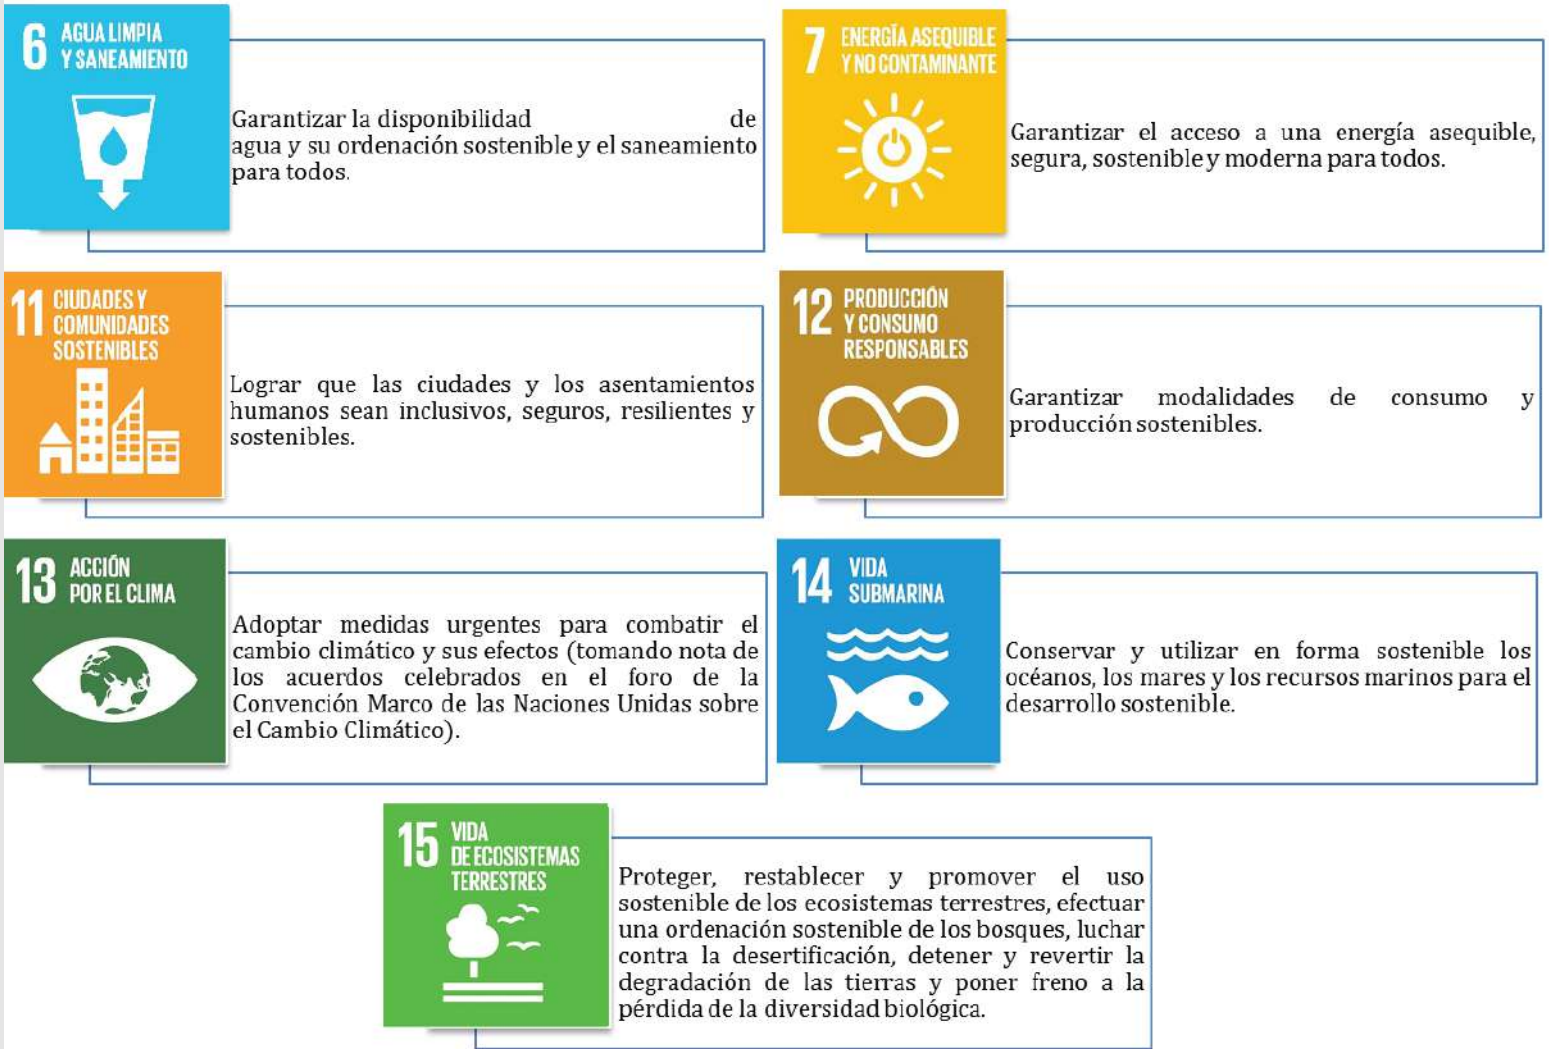 6 AGUA LIMPIA
Y SANEAMIENTO
Garantizar la disponibilidad de
agua y su ordenación sostenible y el saneamiento
para todos.
7 ENERGÍA ASEQUIBLE
Y NO CONTAMINANTE
Garantizar el acceso a una energía asequible,
segura, sostenible y moderna para todos.
11 CIUDADES Y
COMUNIDADES
SOSTENIBLES
Lograr que las ciudades y los asentamientos
humanos sean inclusivos, seguros, resilientes y
sostenibles.
12 PRODUCCIÓN
Y CONSUMO
RESPONSABLES
Garantizar modalidades de consumo y
producción sostenibles.
13 ACCIÓN
POR EL CLIMA
Adoptar medidas urgentes para combatir el
cambio climático y sus efectos (tomando nota de
los acuerdos celebrados en el foro de la
Convención Marco de las Naciones Unidas sobre
el Cambio Climático).
14 VIDA
SUBMARINA
Conservar y utilizar en forma sostenible los
océanos, los mares y los recursos marinos para el
desarrollo sostenible.
15 VIDA
DE ECOSISTEMAS
TERRESTRES
Proteger, restablecer y promover el uso
sostenible de los ecosistemas terrestres, efectuar
una ordenación sostenible de los bosques, luchar
contra la desertificación, detener y revertir la
degradación de las tierras y poner freno a la
pérdida de la diversidad biológica.